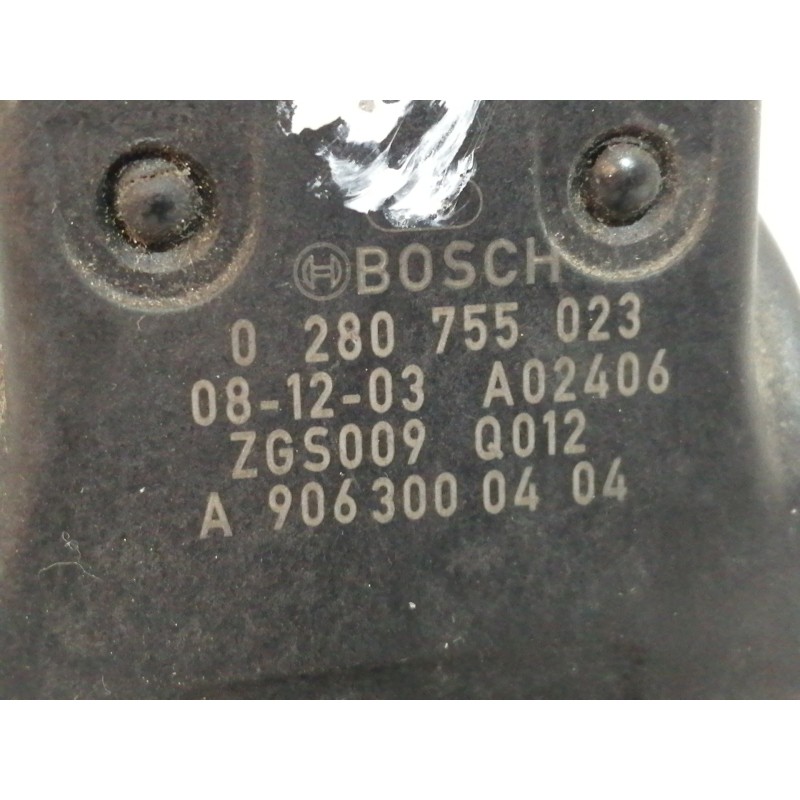 BOSCH
0 280 755 023
08-12-03 A02406
ZGS009 Q012
A 906 300 04 04